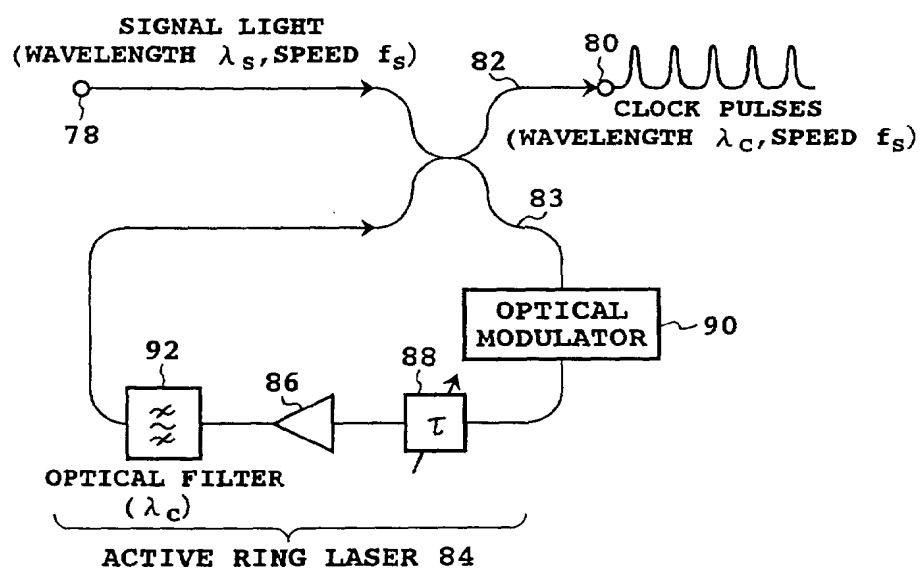 SIGNAL LIGHT
(WAVELENGTH λS, SPEED fS)
78
82
80
CLOCK PULSES
(WAVELENGTH λC, SPEED fS)
83
OPTICAL
MODULATOR
90
92
86
88
τ
OPTICAL FILTER
(λC)
ACTIVE RING LASER 84